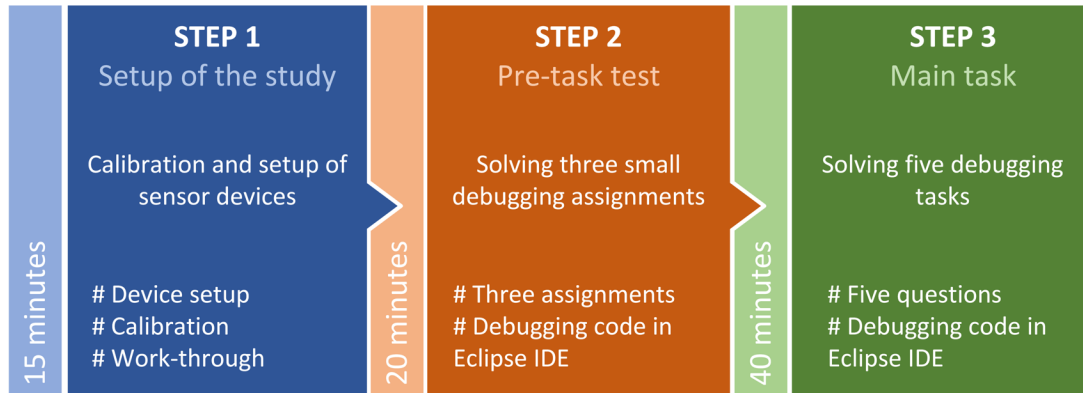 15 minutes
STEP 1
Setup of the study
Calibration and setup of
sensor devices
# Device setup
# Calibration
# Work-through
20 minutes
STEP 2
Pre-task test
Solving three small
debugging assignments
# Three assignments
# Debugging code in
Eclipse IDE
40 minutes
STEP 3
Main task
Solving five debugging
tasks
# Five questions
# Debugging code in
Eclipse IDE